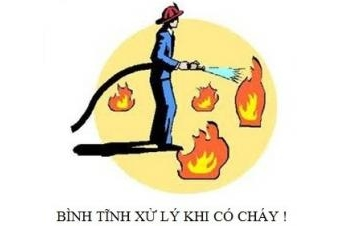 BÌNH TĨNH XỬ LÝ KHI CÓ CHÁY !